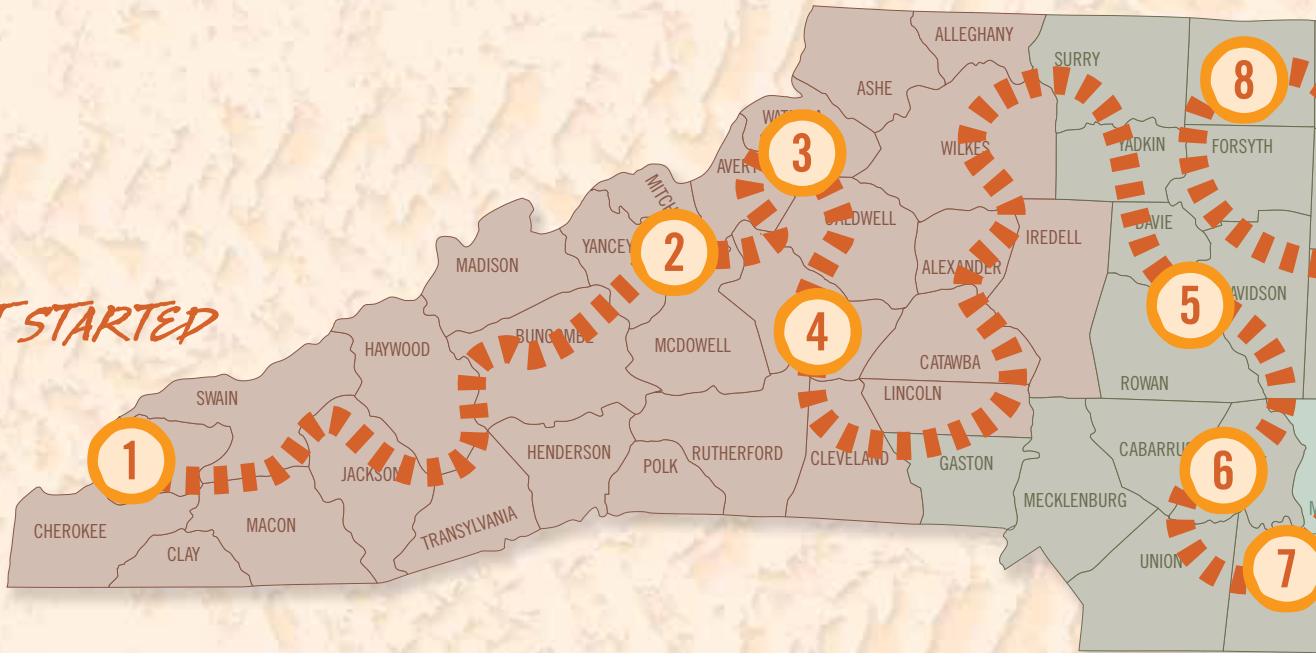 ALLEGHANY
SURRY
ASHE
8
WILKES
YADKIN
FORSYTH
3
AVERY
CALDWELL
DAVIE
IREDELL
YANCEY
2
MADISON
ALEXANDER
5
T STARTED
BUNCOMBE
MCDOWELL
4
HAYWOOD
CATAWBA
ROWAN
SWAIN
LINCOLN
1
JACKSON
HENDERSON
POLK
RUTHERFORD
CLEVELAND
GASTON
CABARRUS
6
CHEROKEE
MACON
CLAY
TRANSYLVANIA
MECKLENBURG
UNION
7